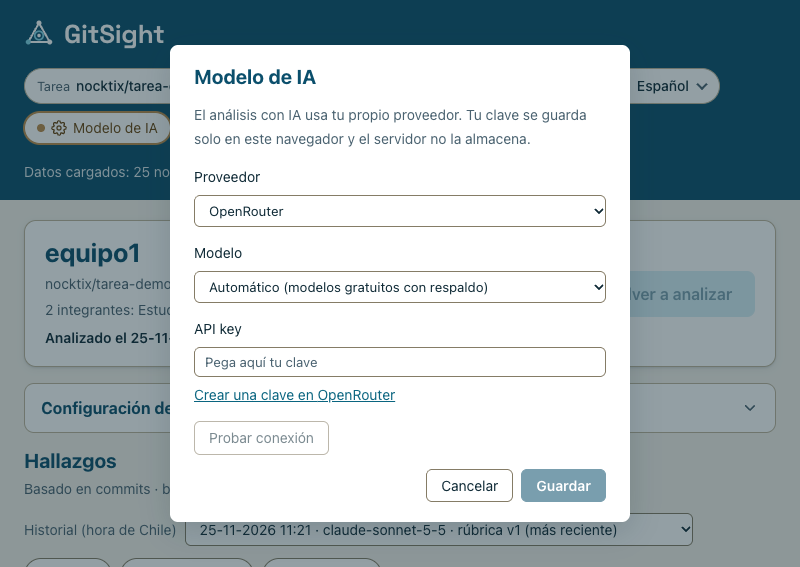 GitSight
Tarea nocktix/tarea-
Español
Modelo de IA
Datos cargados: 25 no
Modelo de IA
El análisis con IA usa tu propio proveedor. Tu clave se guarda
solo en este navegador y el servidor no la almacena.
Proveedor
OpenRouter
Modelo
Automático (modelos gratuitos con respaldo)
API key
Pega aquí tu clave
Crear una clave en OpenRouter
Probar conexión
Cancelar
Guardar
equipo1
nocktix/tarea-demo
2 integrantes: Estu
Analizado el 25-11-
lver a analizar
Configuración de
Hallazgos
Basado en commits · b
Historial (hora de Chile)
25-11-2026 11:21 · claude-sonnet-5-5 · rúbrica v1 (más reciente)